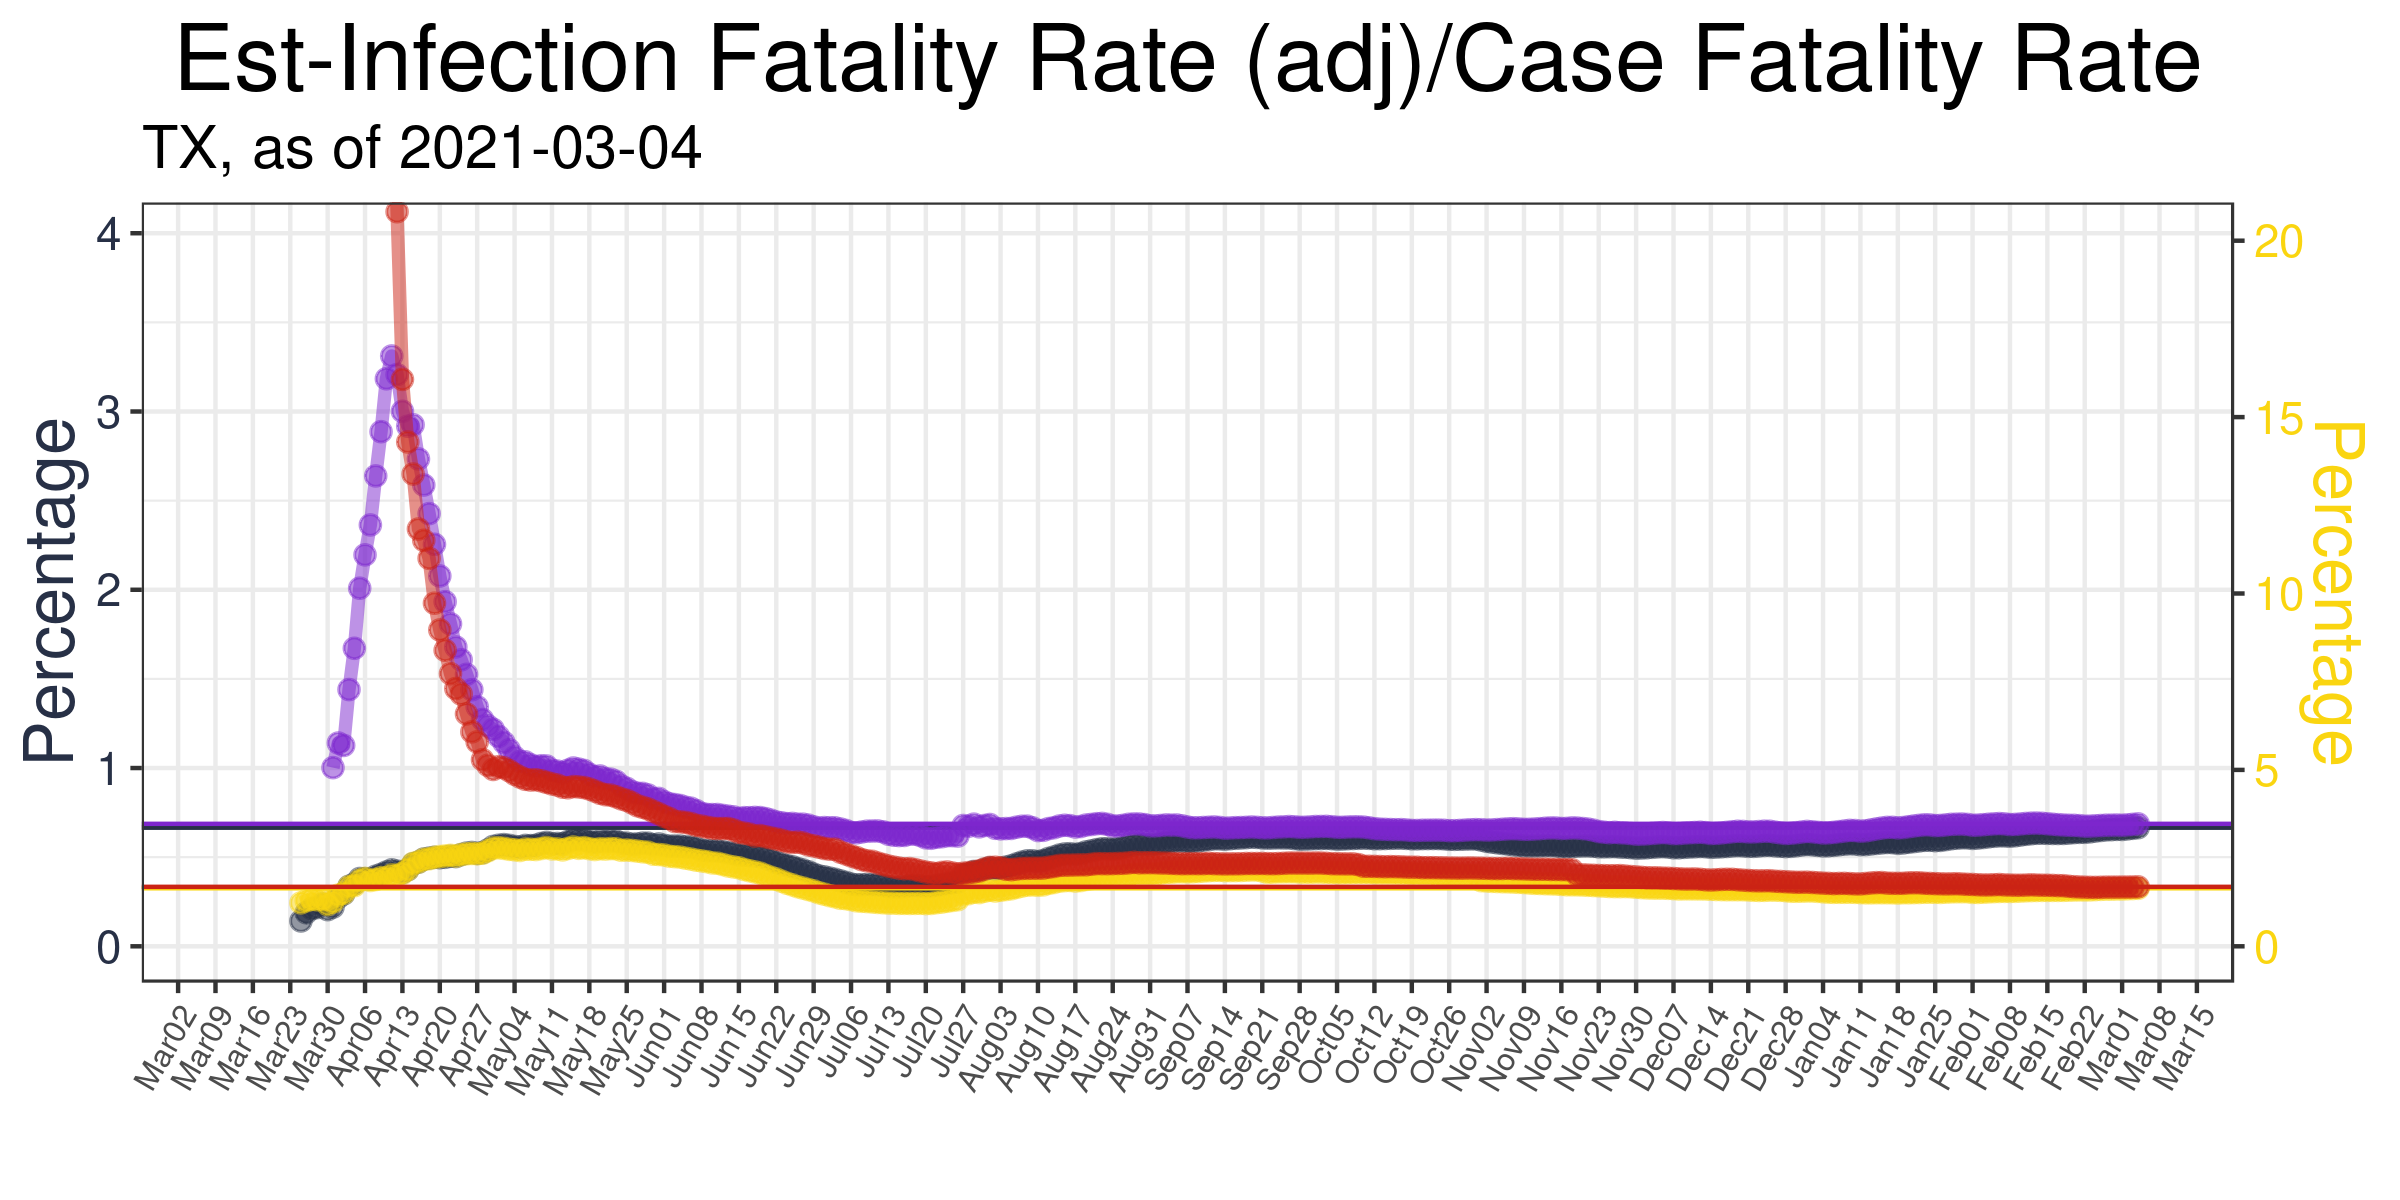 Est-Infection Fatality Rate (adj)/Case Fatality Rate
TX, as of 2021-03-04
Percentage
4
3
2
1
0
20
15
10
5
0
Percentage
Mar02
Mar09
Mar16
Mar23
Mar30
Apr06
Apr13
Apr20
Apr27
May04
May11
May18
May25
Jun01
Jun08
Jun15
Jun22
Jun29
Jul06
Jul13
Jul20
Jul27
Aug03
Aug10
Aug17
Aug24
Aug31
Sep07
Sep14
Sep21
Sep28
Oct05
Oct12
Oct19
Oct26
Nov02
Nov09
Nov16
Nov23
Nov30
Dec07
Dec14
Dec21
Dec28
Jan04
Jan11
Jan18
Jan25
Feb01
Feb08
Feb15
Feb22
Mar01
Mar08
Mar15